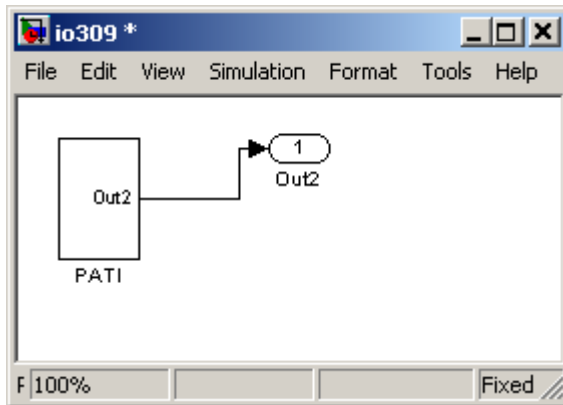 io309 *
File Edit View Simulation Format Tools Help
1
Out2
Out2
PATI
F 100% Fixed